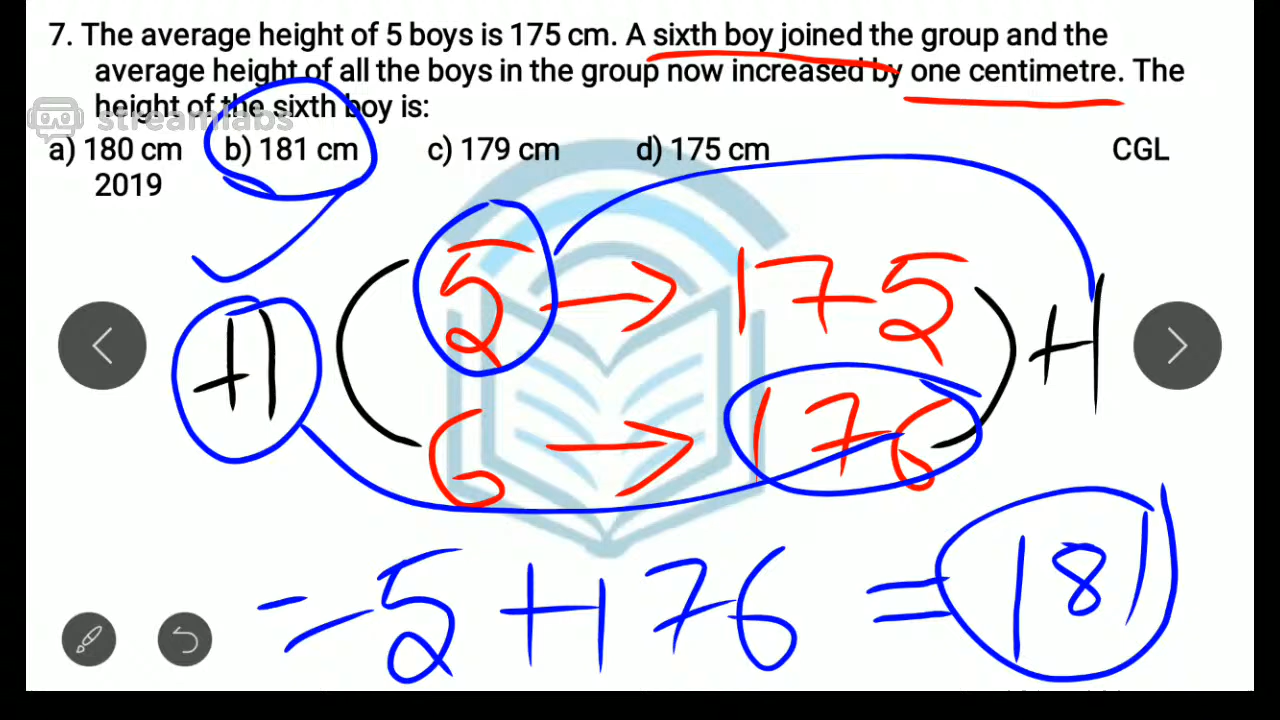 7. The average height of 5 boys is 175 cm. A sixth boy joined the group and the
average height of all the boys in the group now increased by one centimetre. The
height of the sixth boy is:
streamlabs
a) 180 cm b) 181 cm c) 179 cm d) 175 cm CGL
2019
5 → 175
+1 +1
6 → 176
= 5 + 176 = 181